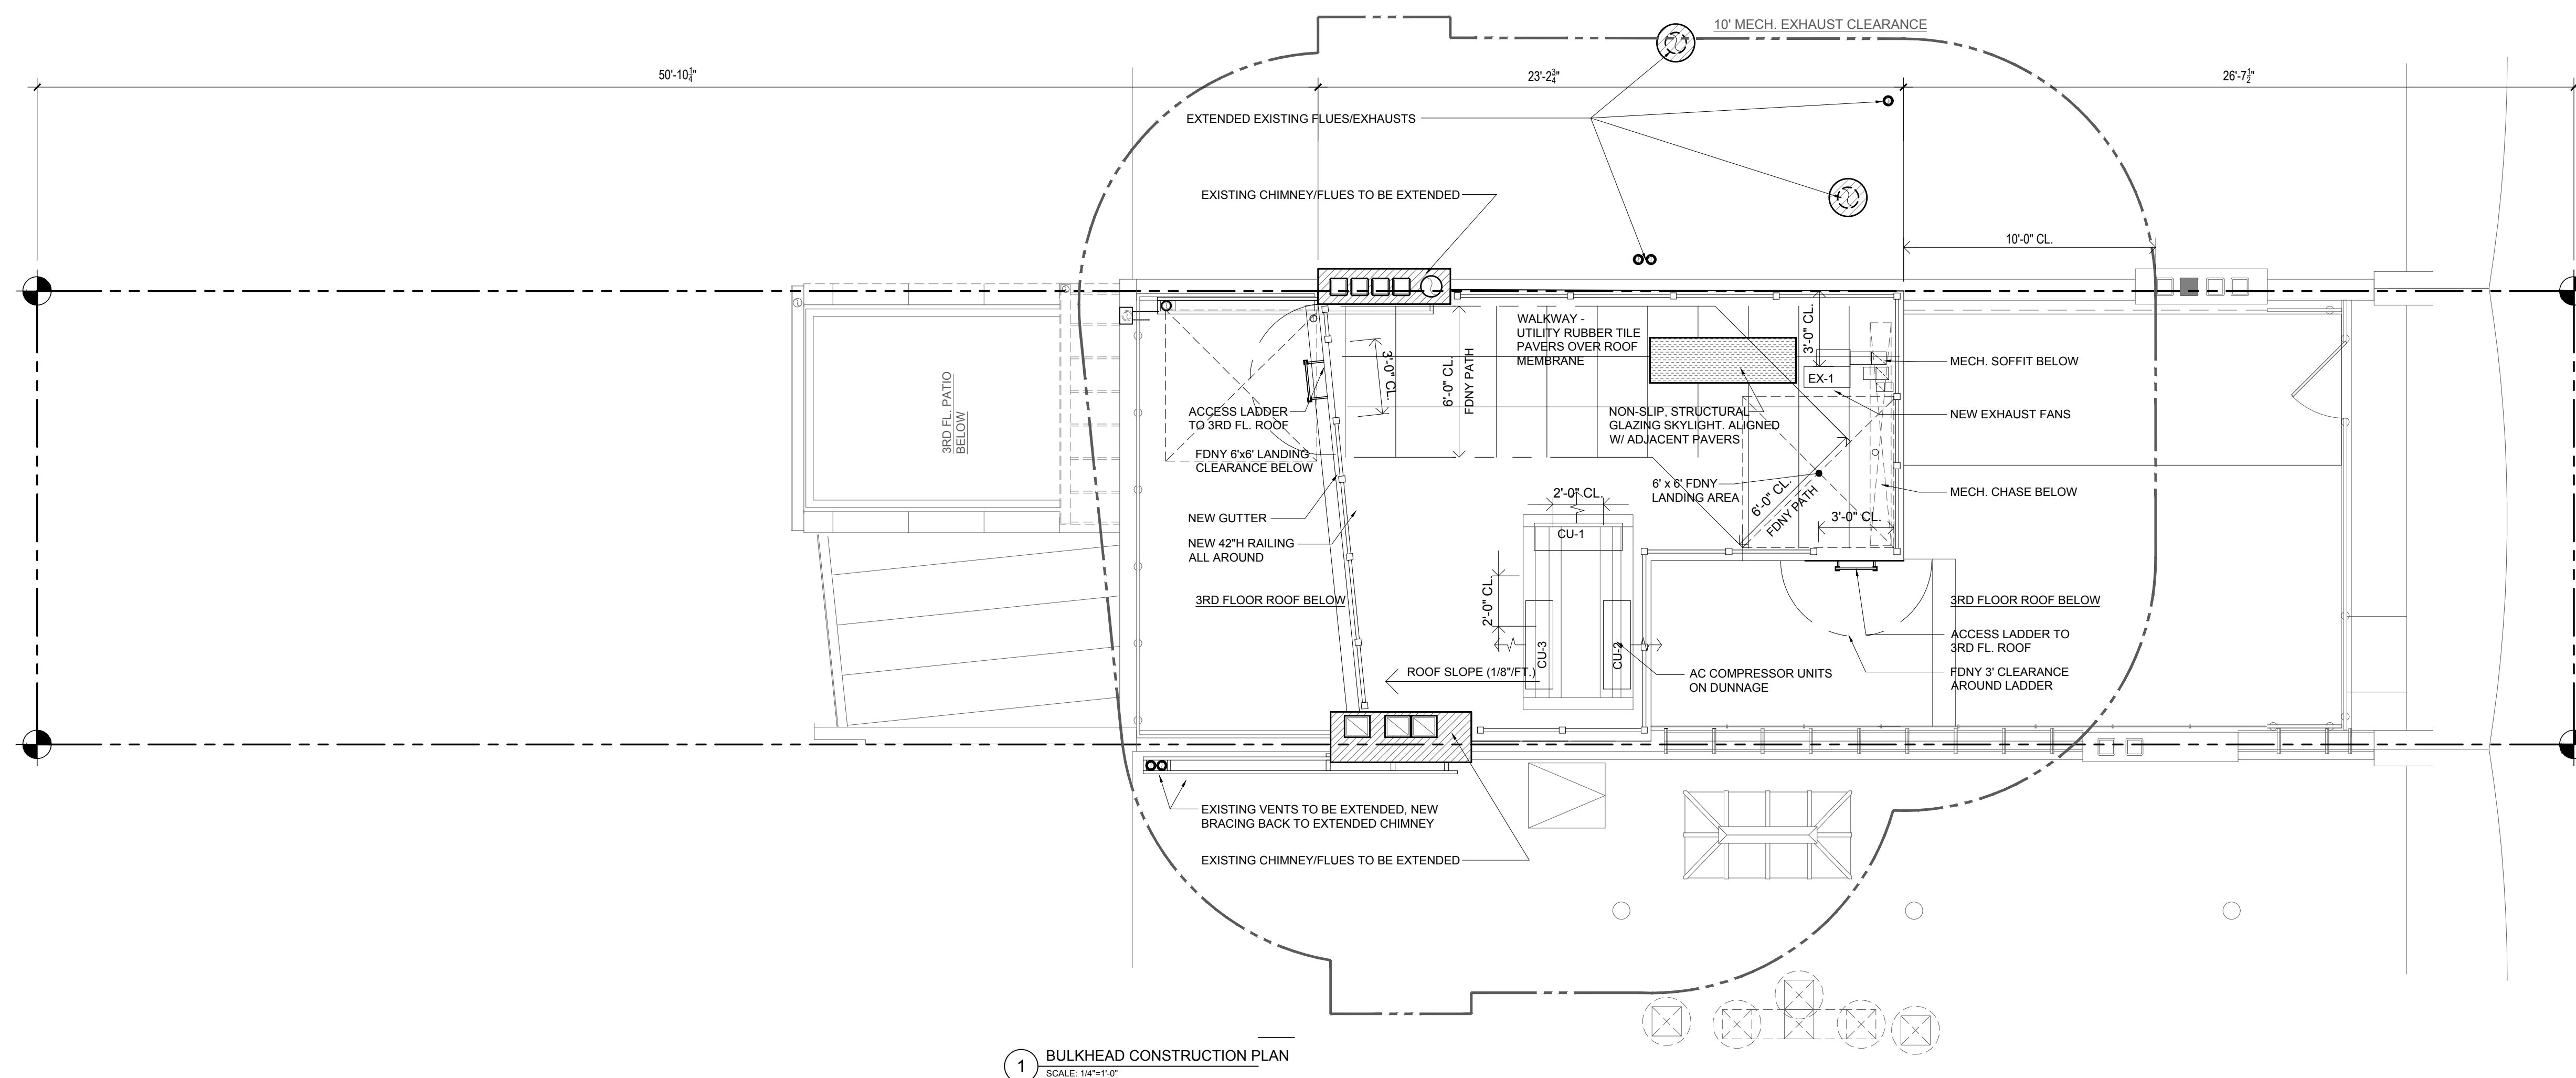 10' MECH. EXHAUST CLEARANCE
50'-10¼"
23'-2¾"
26'-7½"
EXTENDED EXISTING FLUES/EXHAUSTS
EXISTING CHIMNEY/FLUES TO BE EXTENDED
10'-0" CL.
WALKWAY -
UTILITY RUBBER TILE
PAVERS OVER ROOF
MEMBRANE
3'-0" CL.
3'-0" CL.
6'-0" CL.
FDNY PATH
EX-1
MECH. SOFFIT BELOW
3RD FL. PATIO
BELOW
ACCESS LADDER
TO 3RD FL. ROOF
NON-SLIP, STRUCTURAL
GLAZING SKYLIGHT. ALIGNED
W/ ADJACENT PAVERS
NEW EXHAUST FANS
FDNY 6'x6' LANDING
CLEARANCE BELOW
6' x 6' FDNY
LANDING AREA
6'-0" CL.
FDNY PATH
2'-0" CL.
MECH. CHASE BELOW
NEW GUTTER
3'-0" CL.
CU-1
NEW 42"H RAILING
ALL AROUND
2'-0" CL.
3RD FLOOR ROOF BELOW
3RD FLOOR ROOF BELOW
ACCESS LADDER TO
3RD FL. ROOF
CU-3
CU-2
ROOF SLOPE (1/8"/FT.)
AC COMPRESSOR UNITS
ON DUNNAGE
FDNY 3' CLEARANCE
AROUND LADDER
EXISTING VENTS TO BE EXTENDED, NEW
BRACING BACK TO EXTENDED CHIMNEY
EXISTING CHIMNEY/FLUES TO BE EXTENDED
1
BULKHEAD CONSTRUCTION PLAN
SCALE: 1/4"=1'-0"